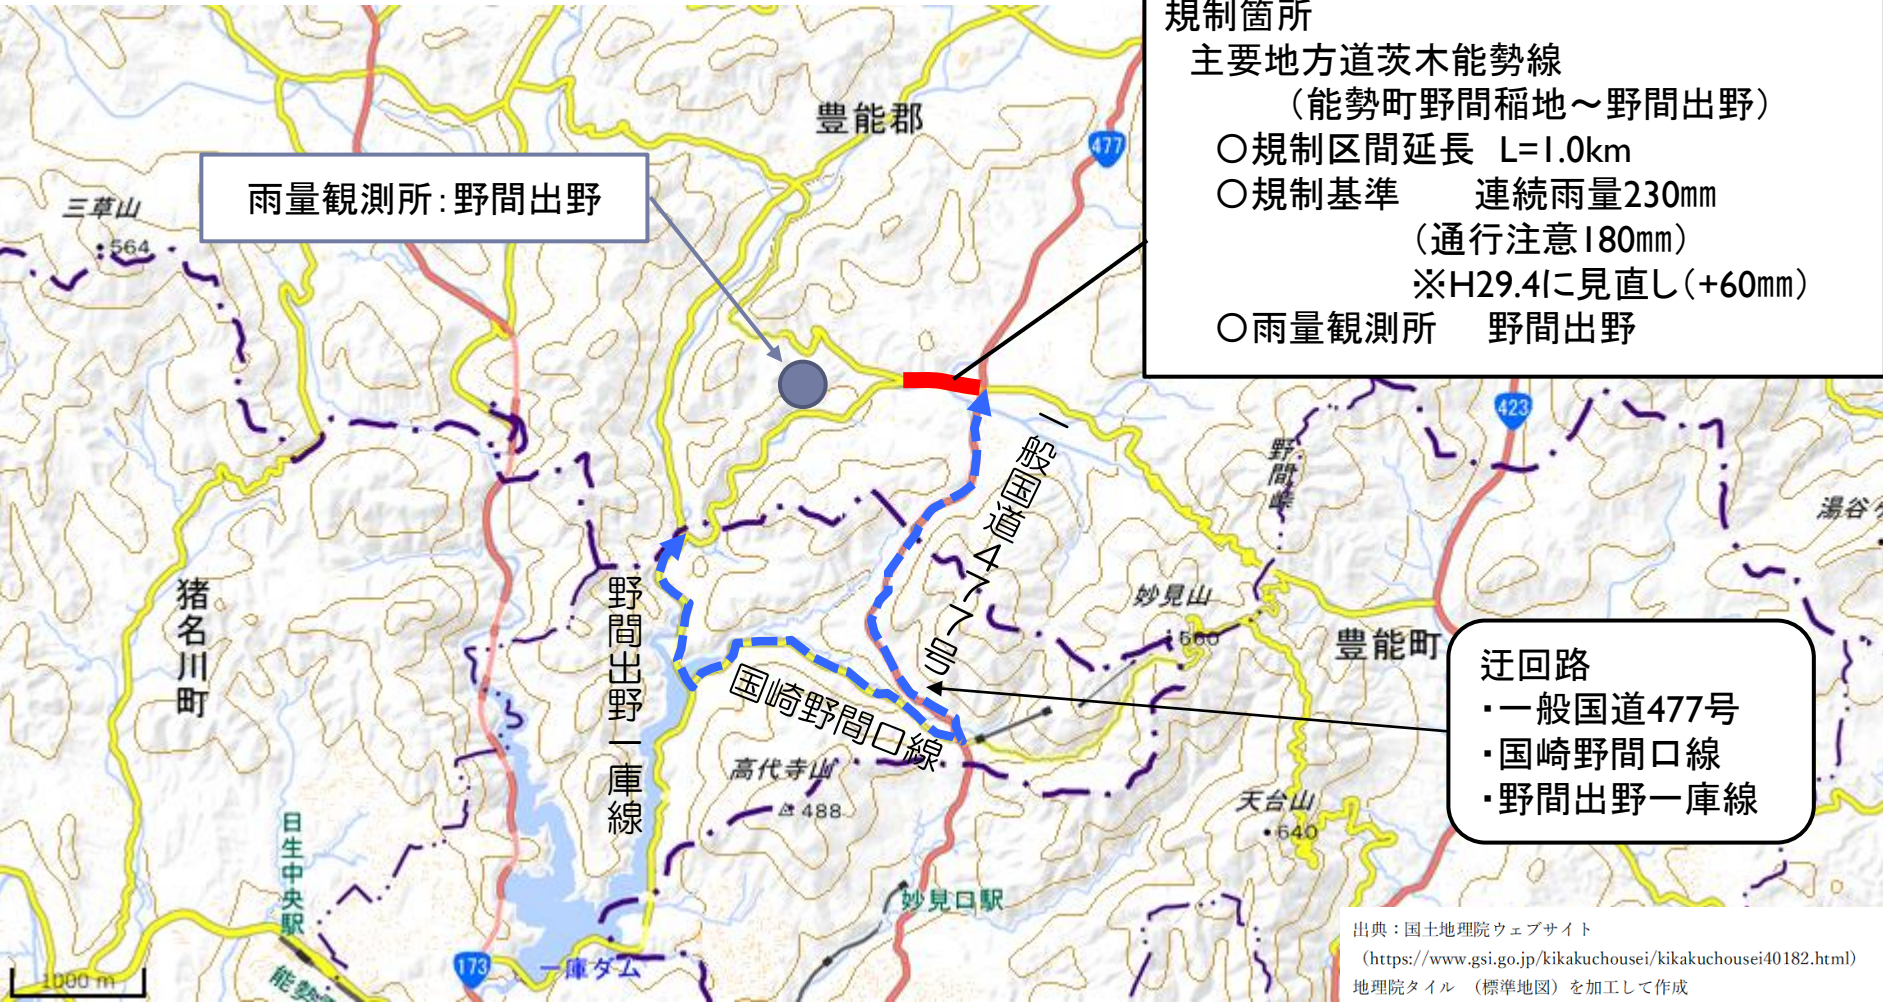 規制箇所
主要地方道茨木能勢線
（能勢町野間稲地～野間出野）
○規制区間延長 L=1.0km
○規制基準 連続雨量230㎜
（通行注意180㎜）
※H29.4に見直し（+60㎜）
○雨量観測所 野間出野
豊能郡
477
雨量観測所：野間出野
三草山
564
423
野間峠
一般国道477号
妙見山
560
豊能町
猪名川町
野間出野一庫線
国崎野間口線
迂回路
・一般国道477号
・国崎野間口線
・野間出野一庫線
高代寺山
488
天台山
640
日生中央駅
妙見口駅
173
一庫ダム
1000 m
出典：国土地理院ウェブサイト
（https://www.gsi.go.jp/kikakuchousei/kikakuchousei40182.html）
地理院タイル （標準地図）を加工して作成